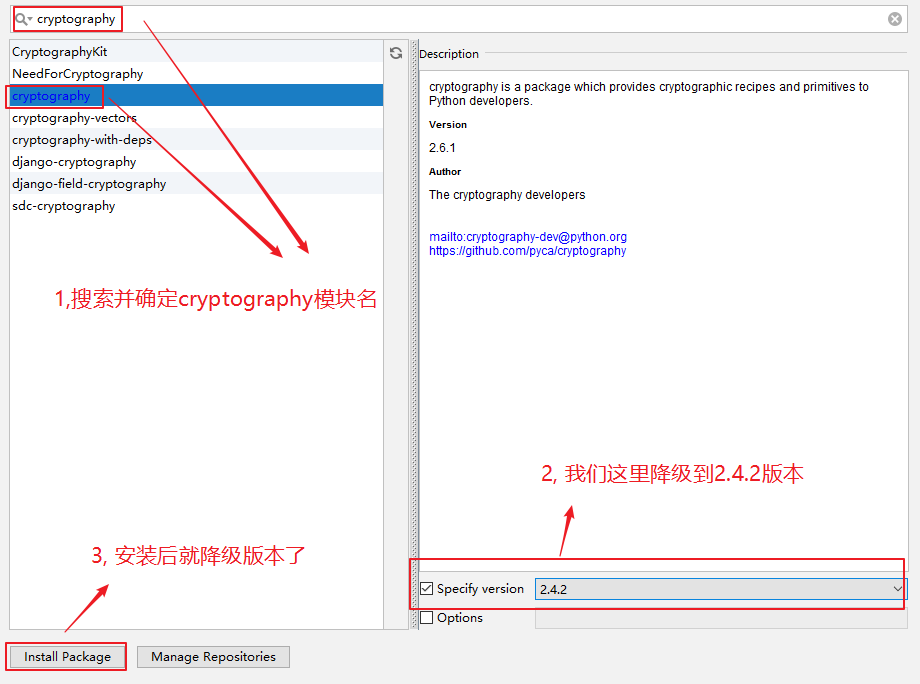 cryptography
CryptographyKit
NeedForCryptography
cryptography
cryptography-vectors
cryptography-with-deps
django-cryptography
django-field-cryptography
sdc-cryptography
1,搜索并确定cryptography模块名
3, 安装后就降级版本了
Description
cryptography is a package which provides cryptographic recipes and primitives to
Python developers.
Version
2.6.1
Author
The cryptography developers
mailto:cryptography-dev@python.org
https://github.com/pyca/cryptography
2, 我们这里降级到2.4.2版本
Specify version
2.4.2
Options
Install Package
Manage Repositories